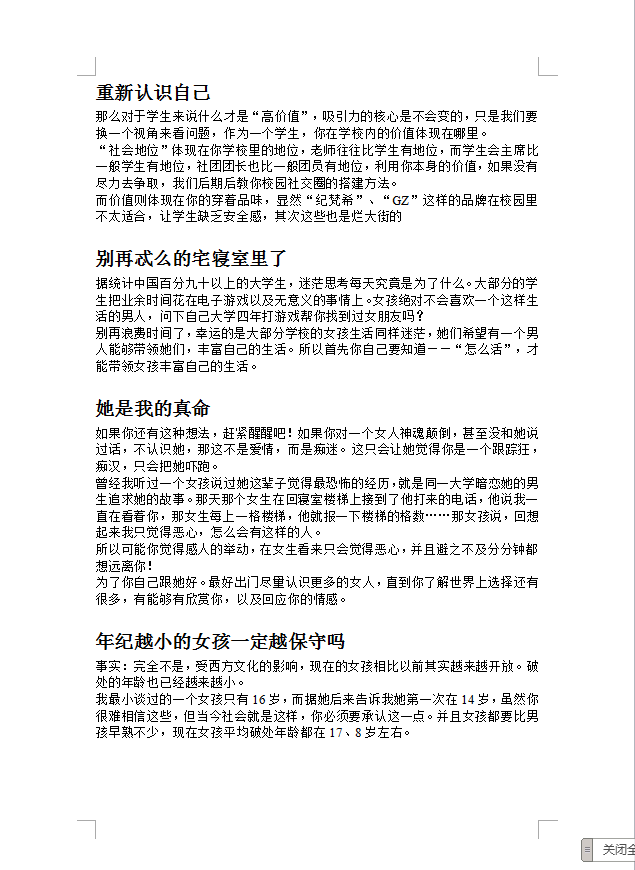 重新认识自己
那么对于学生来说什么才是“高价值”，吸引力的核心是不会变的，只是我们要
换一个视角来看问题，作为一个学生，你在学校内的价值体现在哪里。
“社会地位”体现在你学校里的地位，老师往往比学生有地位，而学生会主席比
一般学生有地位，社团团长也比一般团员有地位，利用你本身的价值，如果没有
尽力去争取，我们后期后教你校园社交圈的搭建方法。
而价值则体现在你的穿着品味，显然“纪梵希”、“GZ”这样的品牌在校园里
不太适合，让学生缺乏安全感，其次这些也是烂大街的
别再忒么的宅寝室里了
据统计中国百分九十以上的大学生，迷茫思考每天究竟是为了什么。大部分的学
生把业余时间花在电子游戏以及无意义的事情上。女孩绝对不会喜欢一个这样生
活的男人，问下自己大学四年打游戏帮你找到过女朋友吗？
别再浪费时间了，幸运的是大部分学校的女孩生活同样迷茫，她们希望有一个男
人能够带领她们，丰富自己的生活。所以首先你自己要知道－－“怎么活”，才
能带领女孩丰富自己的生活。
她是我的真命
如果你还有这种想法，赶紧醒醒吧！如果你对一个女人神魂颠倒，甚至没和她说
过话，不认识她，那这不是爱情，而是痴迷。这只会让她觉得你是一个跟踪狂，
痴汉，只会把她吓跑。
曾经我听过一个女孩说过她这辈子觉得最恐怖的经历，就是同一大学暗恋她的男
生追求她的故事。那天那个女生在回寝室楼梯上接到了他打来的电话，他说我一
直在看着你，那女生每上一格楼梯，他就报一下楼梯的格数……那女孩说，回想
起来我只觉得恶心，怎么会有这样的人。
所以可能你觉得感人的举动，在女生看来只会觉得恶心，并且避之不及分分钟都
想远离你！
为了你自己跟她好。最好出门尽量认识更多的女人，直到你了解世界上选择还有
很多，有能够有欣赏你，以及回应你的情感。
年纪越小的女孩一定越保守吗
事实：完全不是，受西方文化的影响，现在的女孩相比以前其实越来越开放。破
处的年龄也已经越来越小。
我最小谈过的一个女孩只有 16 岁，而据她后来告诉我她第一次在 14 岁，虽然你
很难相信这些，但当今社会就是这样，你必须要承认这一点。并且女孩都要比男
孩早熟不少，现在女孩平均破处年龄都在 17、8 岁左右。
关闭